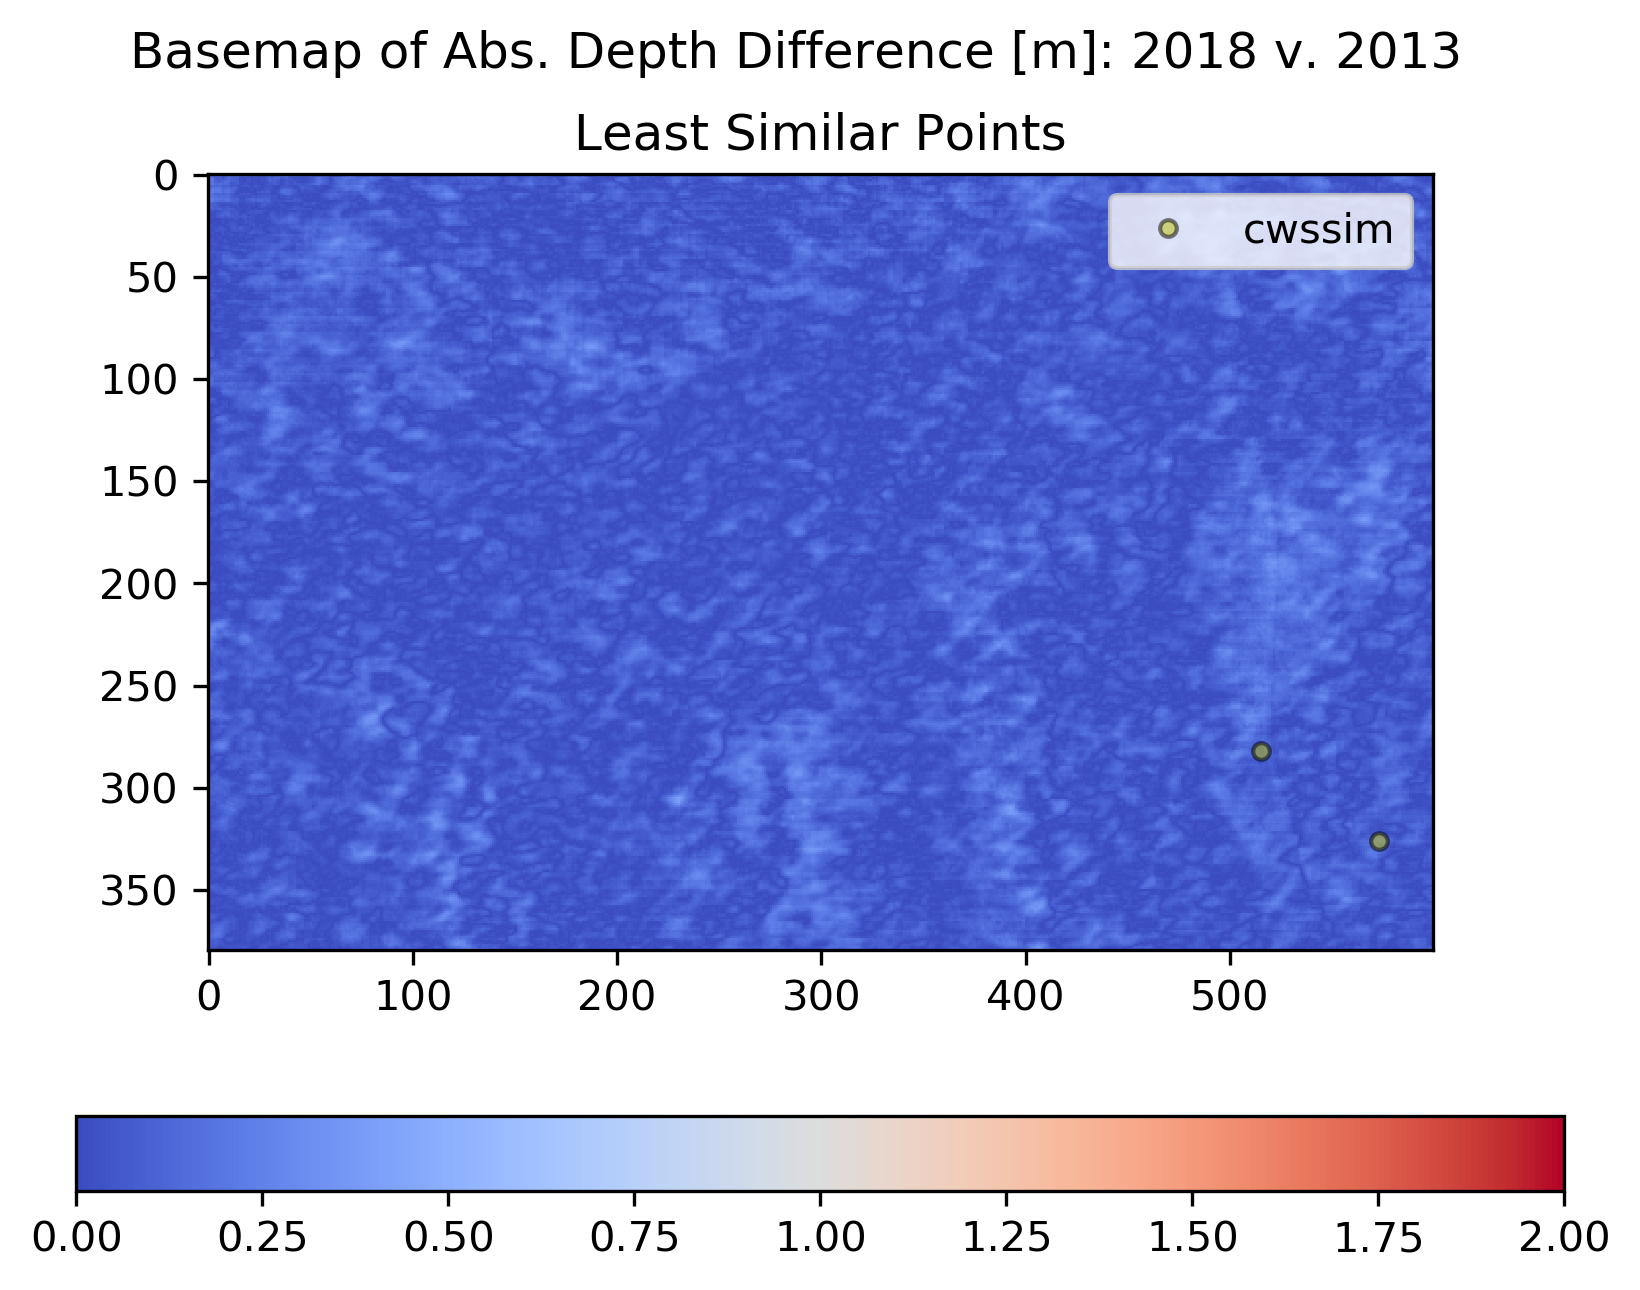 Basemap of Abs. Depth Difference [m]: 2018 v. 2013
Least Similar Points
cwssim
0
50
100
150
200
250
300
350
0 100 200 300 400 500
0.00 0.25 0.50 0.75 1.00 1.25 1.50 1.75 2.00